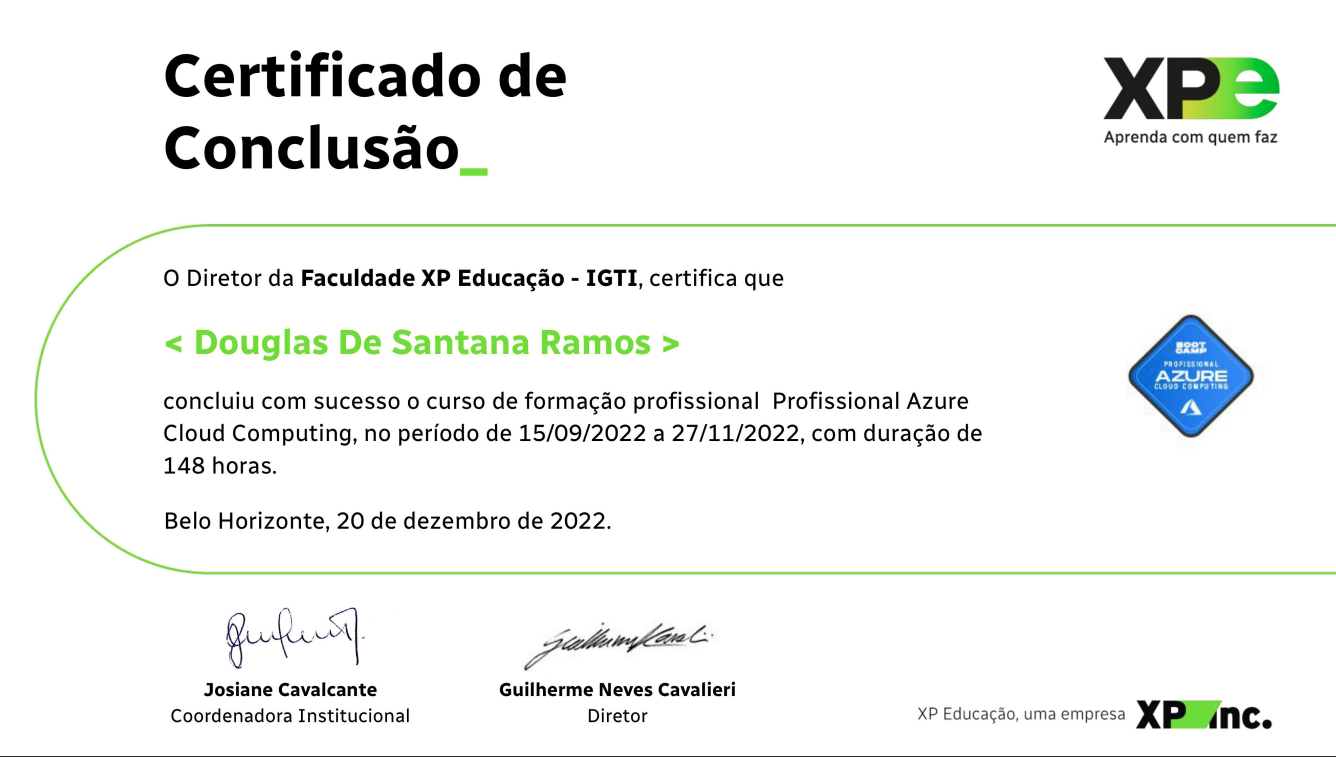 Certificado de
Conclusão_
XPe
Aprenda com quem faz
O Diretor da Faculdade XP Educação - IGTI, certifica que
< Douglas De Santana Ramos >
concluiu com sucesso o curso de formação profissional  Profissional Azure
Cloud Computing, no período de 15/09/2022 a 27/11/2022, com duração de
148 horas.
BOOT
CAMP
PROFISSIONAL
AZURE
CLOUD COMPUTING
Belo Horizonte, 20 de dezembro de 2022.
Josiane Cavalcante
Coordenadora Institucional
Guilherme Neves Cavalieri
Diretor
XP Educação, uma empresa XP inc.